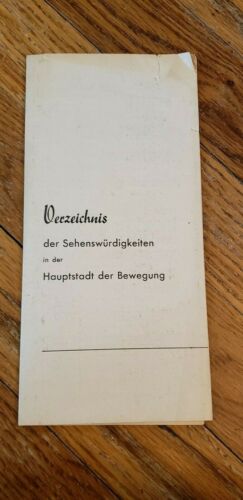 Verzeichnis
der Sehenswürdigkeiten
in der
Hauptstadt der Bewegung